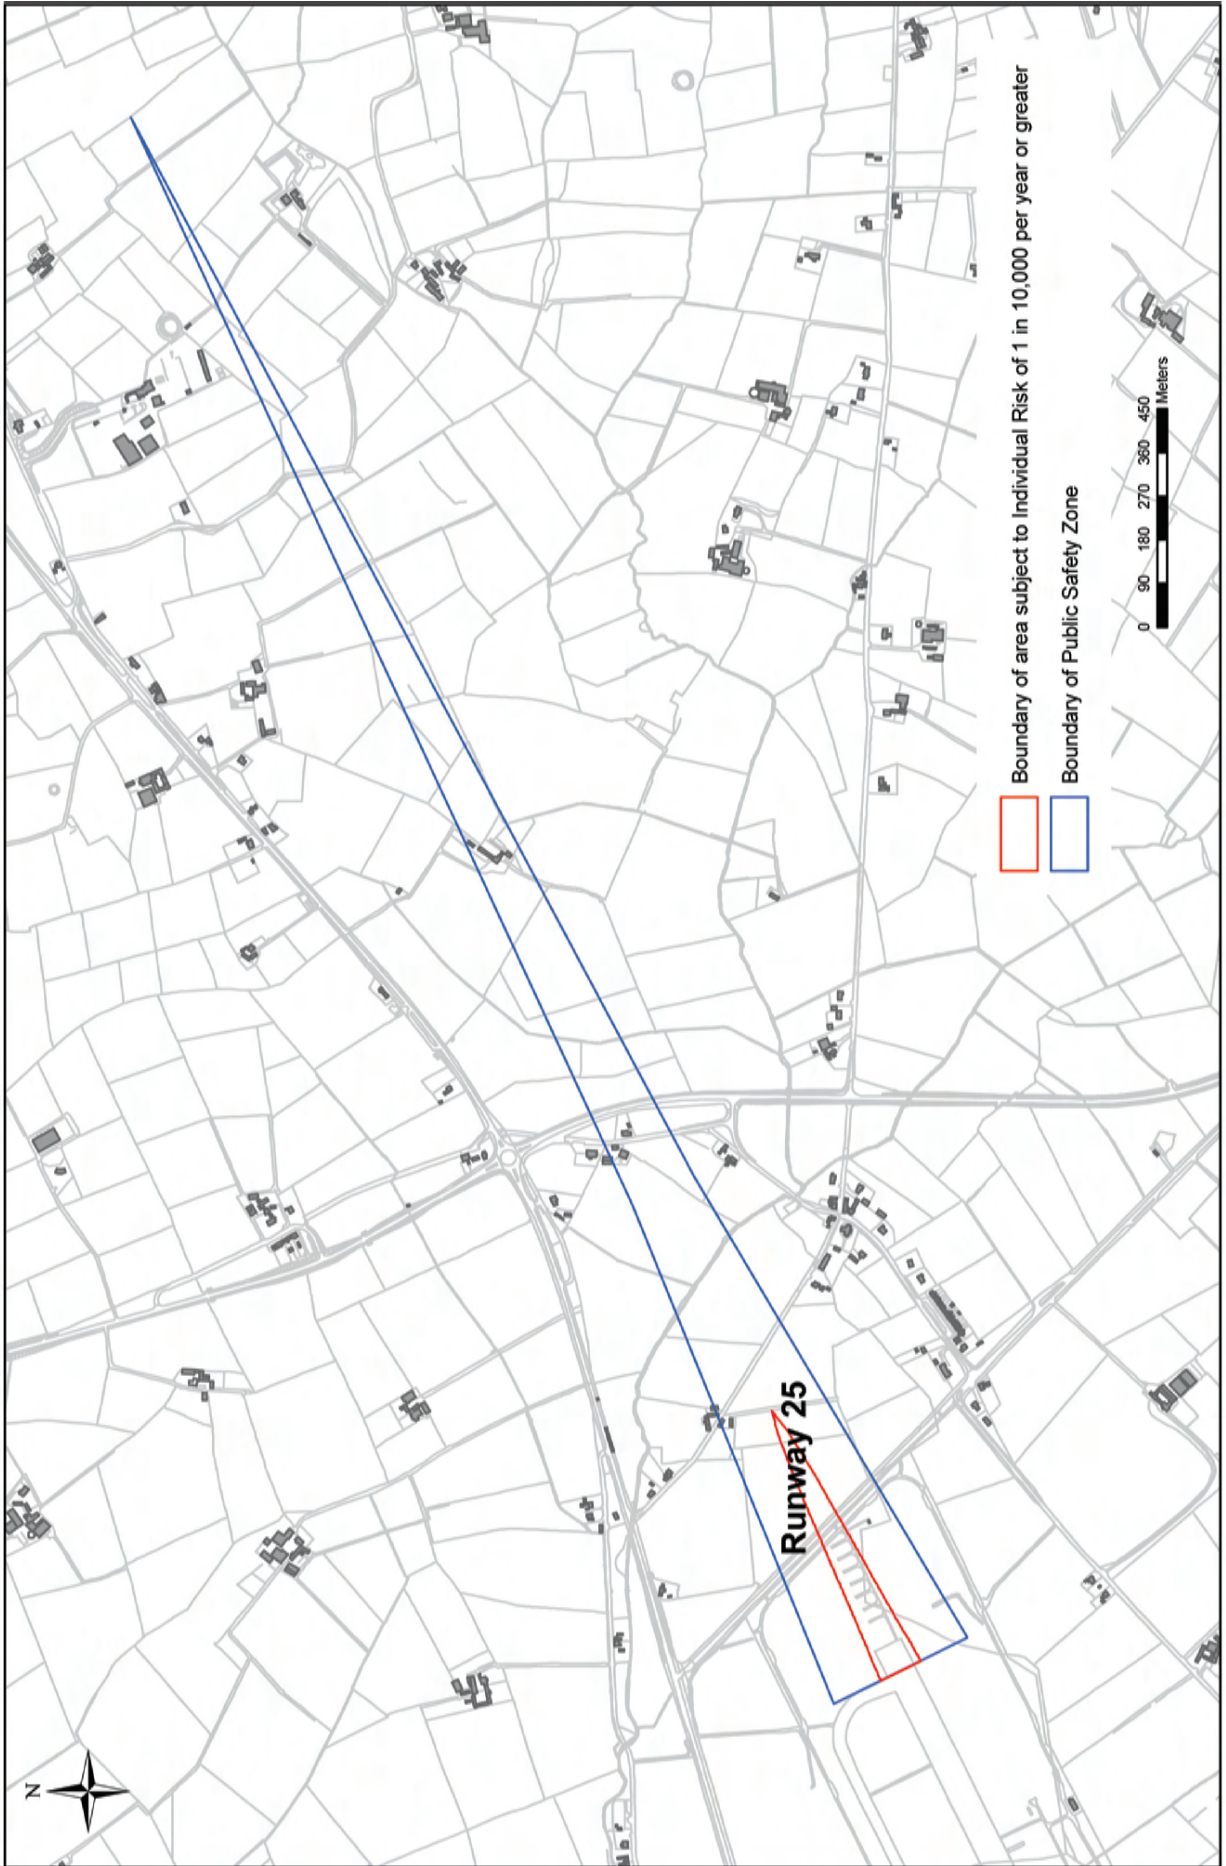 N
Runway 25
Boundary of area subject to Individual Risk of 1 in 10,000 per year or greater
Boundary of Public Safety Zone
0 90 180 270 360 450
Meters